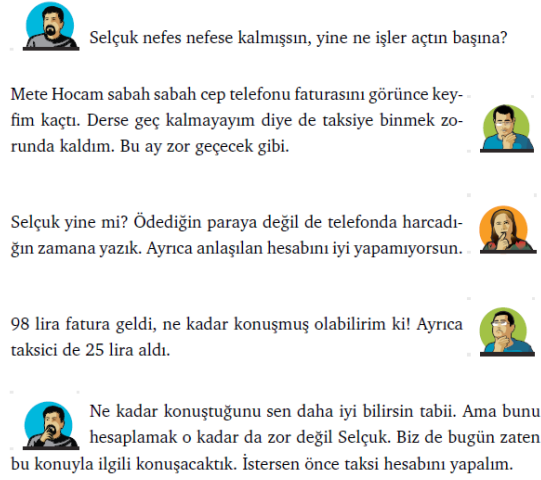 Selçuk nefes nefese kalmışsın, yine ne işler açtın başına?
Mete Hocam sabah sabah cep telefonu faturasını görünce key-
fim kaçtı. Derse geç kalmayayım diye de taksiye binmek zo-
runda kaldım. Bu ay zor geçecek gibi.
Selçuk yine mi? Ödediğin paraya değil de telefonda harcadı-
ğın zamana yazık. Ayrıca anlaşılan hesabını iyi yapamıyorsun.
98 lira fatura geldi, ne kadar konuşmuş olabilirim ki! Ayrıca
taksici de 25 lira aldı.
Ne kadar konuştuğunu sen daha iyi bilirsin tabii. Ama bunu
hesaplamak o kadar da zor değil Selçuk. Biz de bugün zaten
bu konuyla ilgili konuşacaktık. İstersen önce taksi hesabını yapalım.